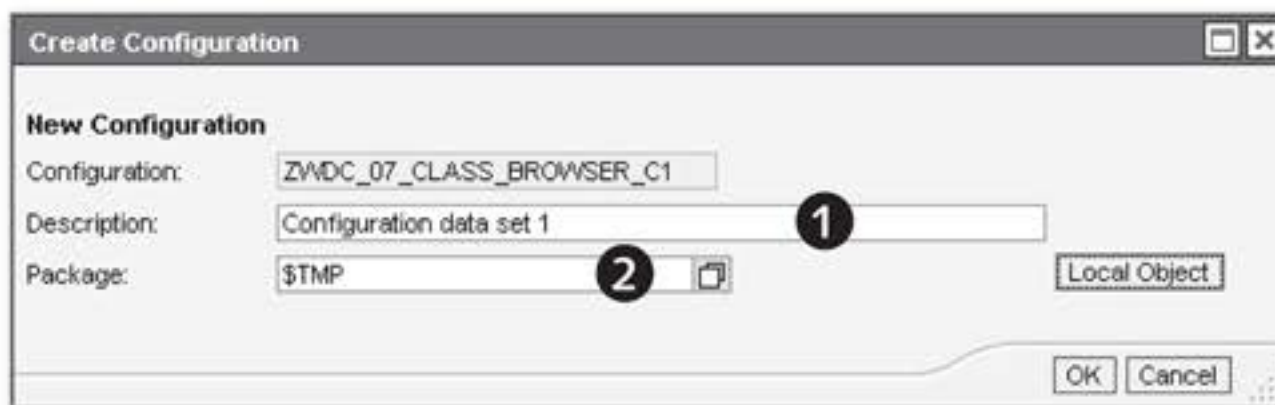 Create Configuration
New Configuration
Configuration: ZWDC_07_CLASS_BROWSER_C1
Description: Configuration data set 1 1
Package: $TMP 2 Local Object
OK Cancel